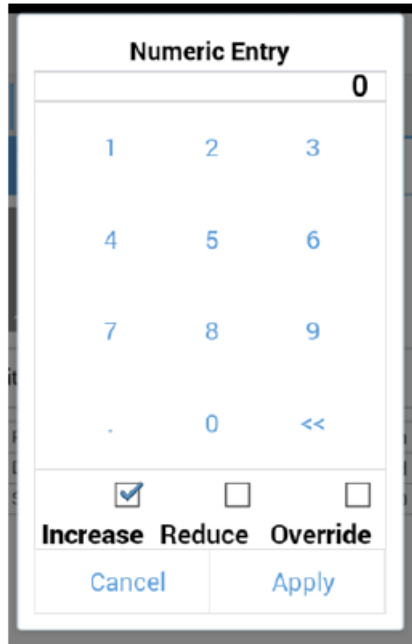 Numeric Entry
0
1 2 3
4 5 6
7 8 9
. 0 <<
Increase Reduce Override
Cancel Apply